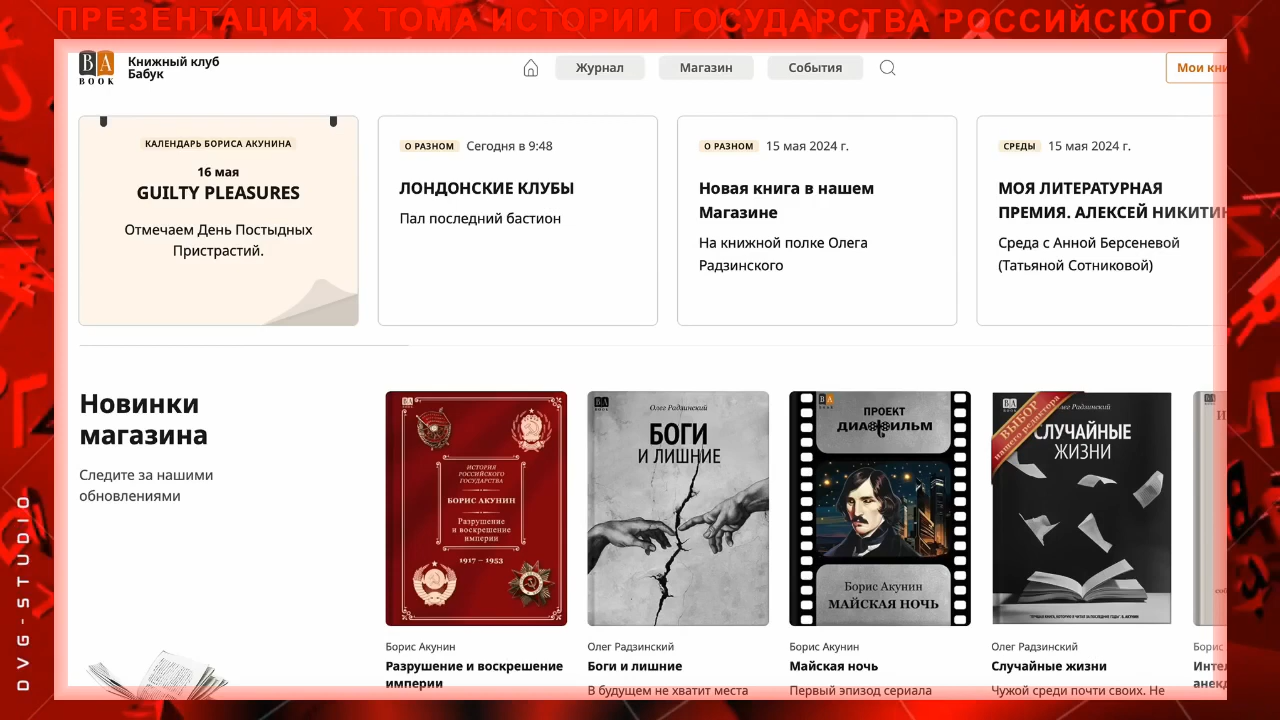 ПРЕЗЕНТАЦИЯ X ТОМА ИСТОРИИ ГОСУДАРСТВА РОССИЙСКОГО
BA
BOOK
Книжный клуб
Бабук
Журнал
Магазин
События
Мои кни
КАЛЕНДАРЬ БОРИСА АКУНИНА
16 мая
GUILTY PLEASURES
Отмечаем День Постыдных
Пристрастий.
О РАЗНОМ Сегодня в 9:48
ЛОНДОНСКИЕ КЛУБЫ
Пал последний бастион
О РАЗНОМ 15 мая 2024 г.
Новая книга в нашем
Магазине
На книжной полке Олега
Радзинского
СРЕДЫ 15 мая 2024 г.
МОЯ ЛИТЕРАТУРНАЯ
ПРЕМИЯ. АЛЕКСЕЙ НИКИТИН
Среда с Анной Берсеневой
(Татьяной Сотниковой)
Новинки
магазина
Следите за нашими
обновлениями
ИСТОРИЯ
РОССИЙСКОГО
ГОСУДАРСТВА
БОРИС АКУНИН
Разрушение
и воскрешение
империи
1917 – 1953
Борис Акунин
Разрушение и воскрешение
империи
Олег Радзинский
БОГИ
И ЛИШНИЕ
Олег Радзинский
Боги и лишние
В будущем не хватит места
ПРОЕКТ
ДИАФИЛЬМ
Борис Акунин
МАЙСКАЯ НОЧЬ
Борис Акунин
Майская ночь
Первый эпизод сериала
ВЫБОР
нашего редактора
Олег Радзинский
СЛУЧАЙНЫЕ
ЖИЗНИ
Олег Радзинский
Случайные жизни
Чужой среди почти своих. Не
Борис
Интел
анекд
DVG-STUDIO